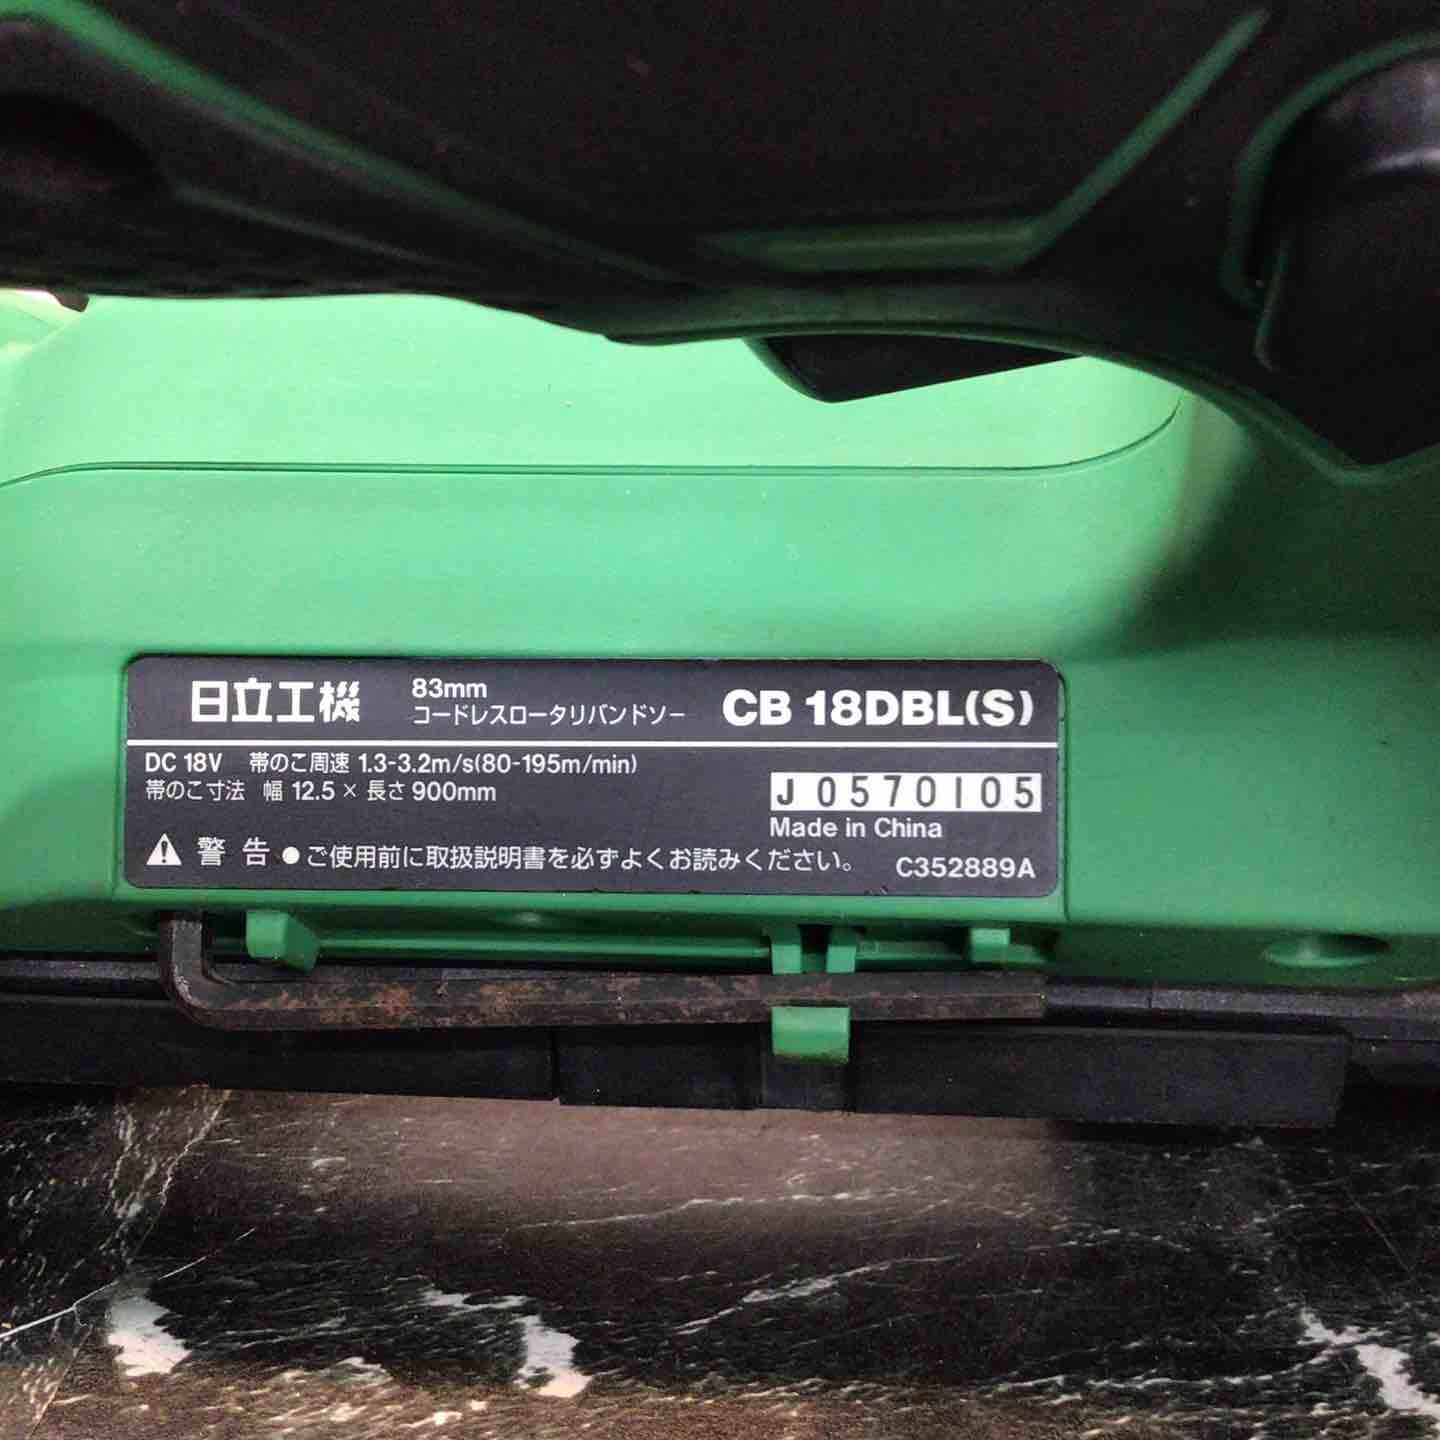 日立工機 83mm コードレスロータリバンドソー CB 18DBL(S)
DC 18V 帯のこ周速 1.3-3.2m/s(80-195m/min)
帯のこ寸法 幅 12.5 × 長さ 900mm
J 0570105
Made in China
警告 ●ご使用前に取扱説明書を必ずよくお読みください。
C352889A